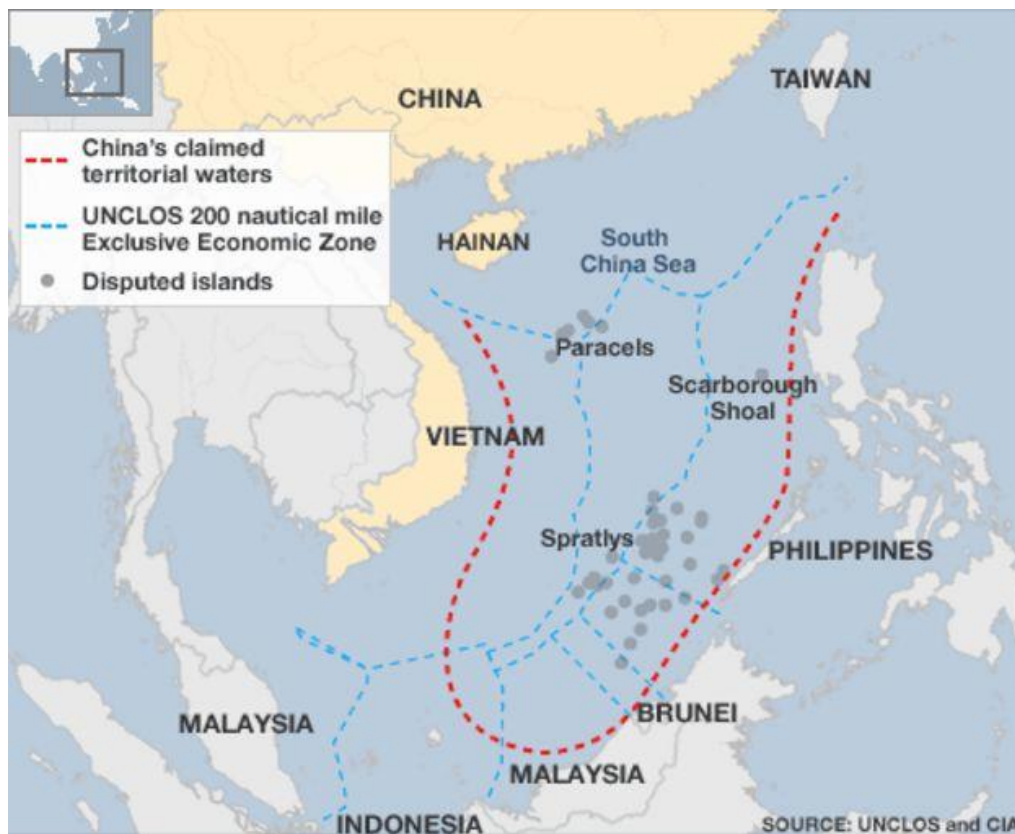 TAIWAN
CHINA
China's claimed
territorial waters
UNCLOS 200 nautical mile
Exclusive Economic Zone
Disputed islands
HAINAN
South
China Sea
Paracels
Scarborough
Shoal
VIETNAM
Spratlys
PHILIPPINES
MALAYSIA
BRUNEI
MALAYSIA
INDONESIA
SOURCE: UNCLOS and CIA